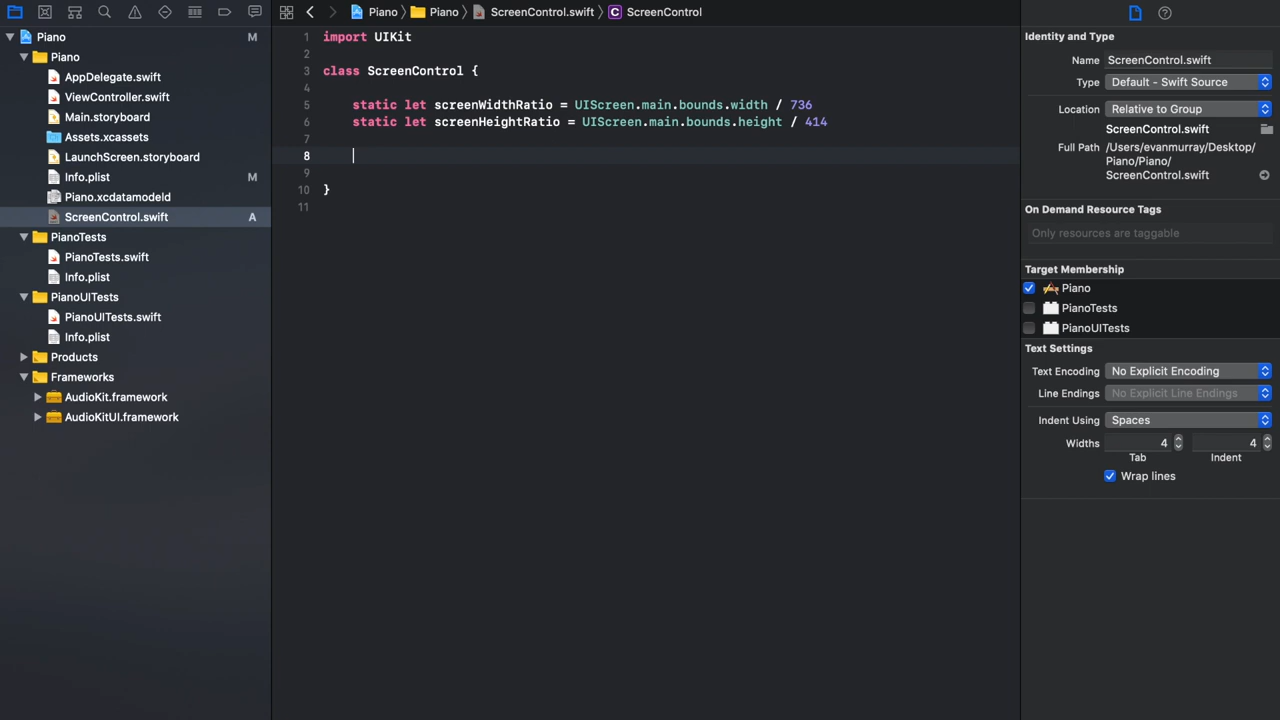 Piano M
Piano
AppDelegate.swift
ViewController.swift
Main.storyboard
Assets.xcassets
LaunchScreen.storyboard
Info.plist M
Piano.xcdatamodeld
ScreenControl.swift A
PianoTests
PianoTests.swift
Info.plist
PianoUITests
PianoUITests.swift
Info.plist
Products
Frameworks
AudioKit.framework
AudioKitUI.framework
Piano Piano ScreenControl.swift C ScreenControl
1 import UIKit
2
3 class ScreenControl {
4
5 static let screenWidthRatio = UIScreen.main.bounds.width / 736
6 static let screenHeightRatio = UIScreen.main.bounds.height / 414
7
8
9
10 }
11
Identity and Type
Name ScreenControl.swift
Type Default - Swift Source
Location Relative to Group
ScreenControl.swift
Full Path /Users/evanmurray/Desktop/
Piano/Piano/
ScreenControl.swift
On Demand Resource Tags
Only resources are taggable
Target Membership
Piano
PianoTests
PianoUITests
Text Settings
Text Encoding No Explicit Encoding
Line Endings No Explicit Line Endings
Indent Using Spaces
Widths 4 4
Tab Indent
Wrap lines